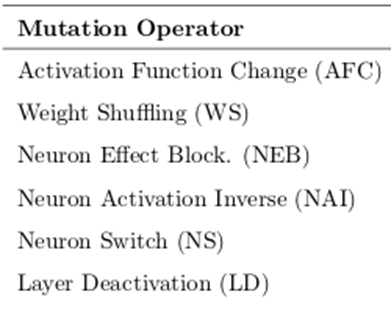 Mutation Operator
Activation Function Change (AFC)
Weight Shuffling (WS)
Neuron Effect Block. (NEB)
Neuron Activation Inverse (NAI)
Neuron Switch (NS)
Layer Deactivation (LD)